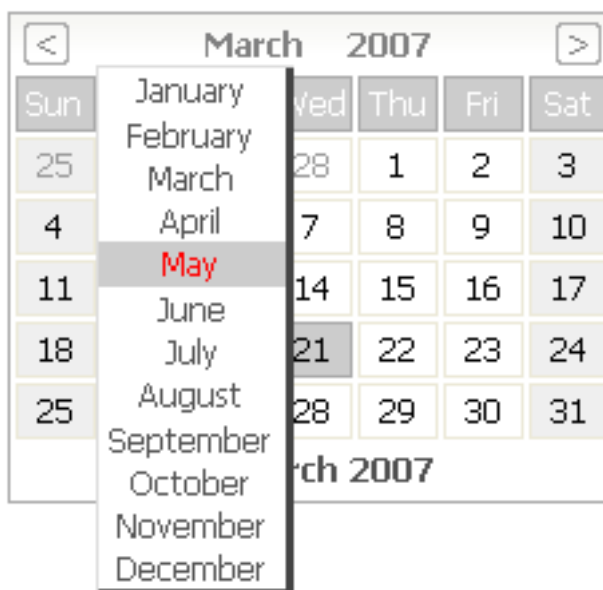 < March 2007 >
Sun Wed Thu Fri Sat
January
February
March
April
May
June
July
August
September
October
November
December
25 28 1 2 3
4 7 8 9 10
11 14 15 16 17
18 21 22 23 24
25 28 29 30 31
rch 2007